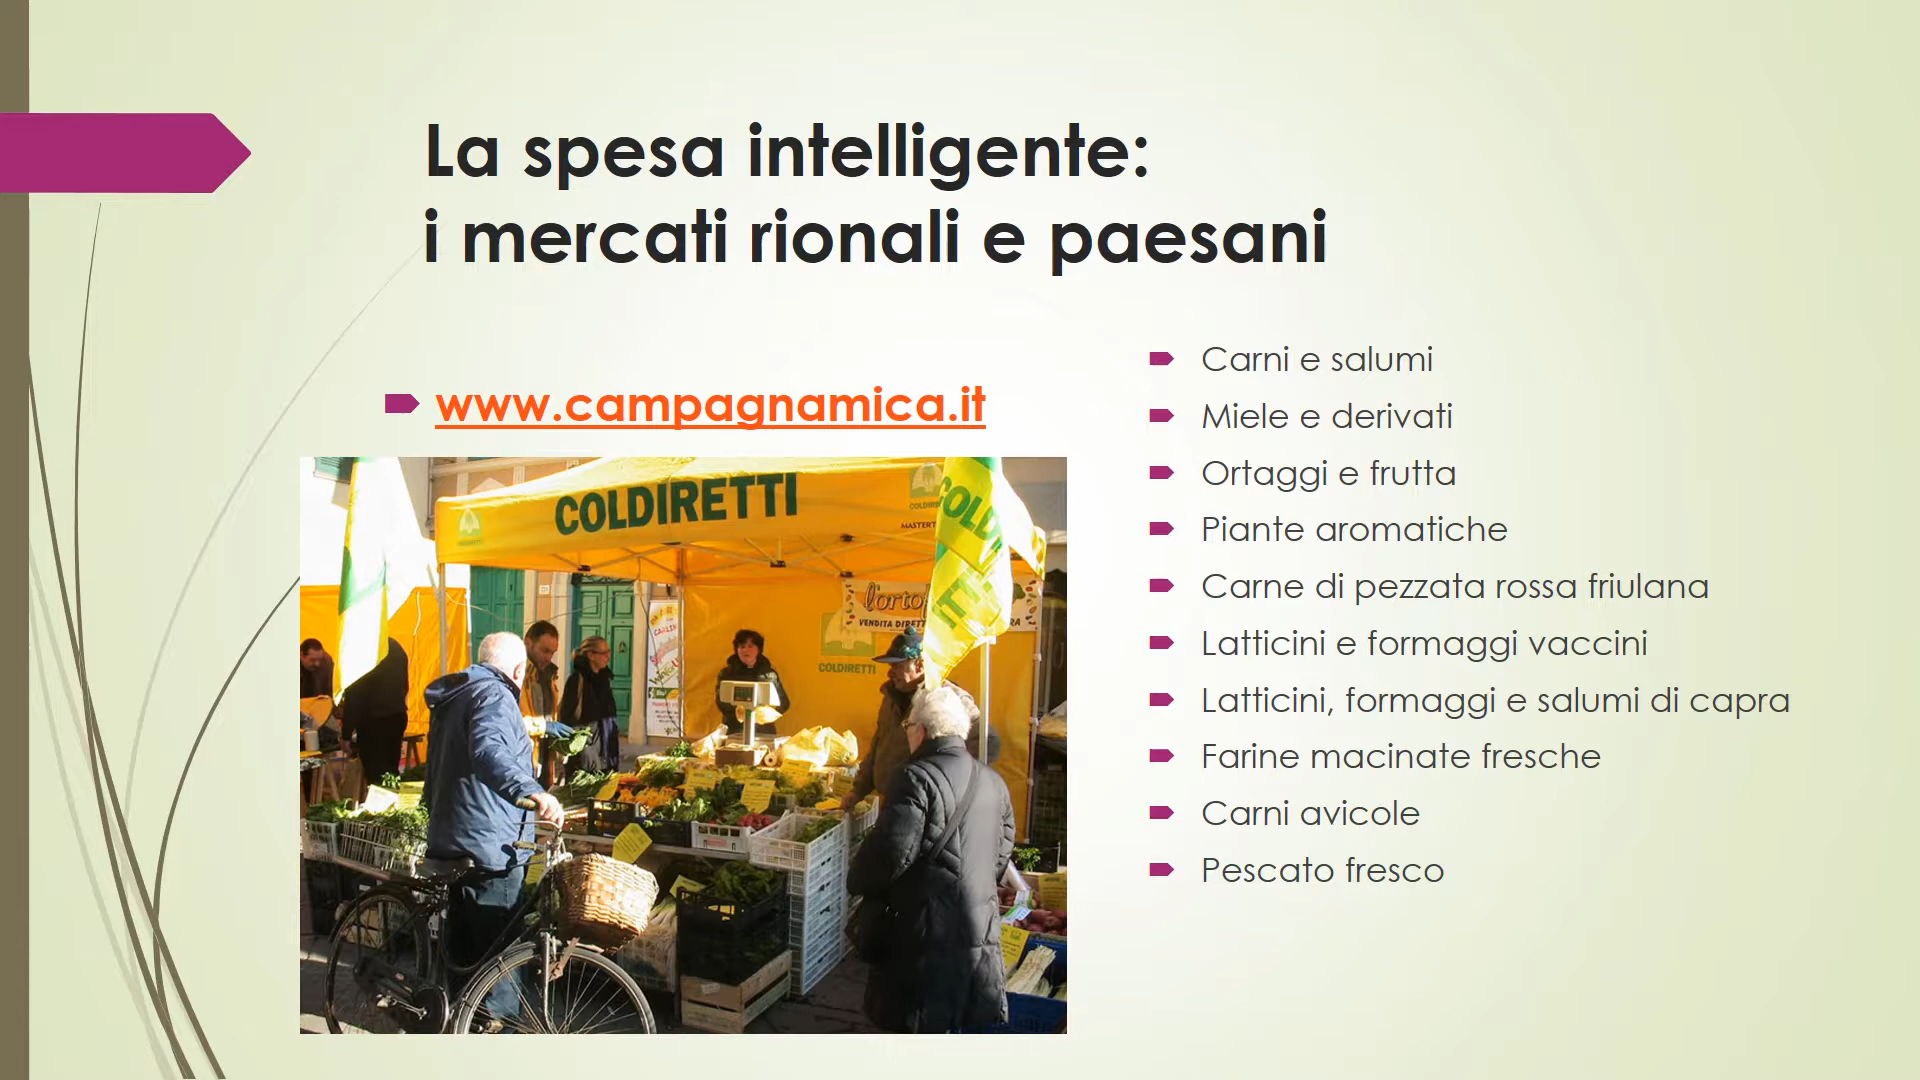 La spesa intelligente:
i mercati rionali e paesani
www.campagnamica.it
COLDIRETTI
COLDIRETTI
VENDITA DIRETT
Carni e salumi
Miele e derivati
Ortaggi e frutta
Piante aromatiche
Carne di pezzata rossa friulana
Latticini e formaggi vaccini
Latticini, formaggi e salumi di capra
Farine macinate fresche
Carni avicole
Pescato fresco